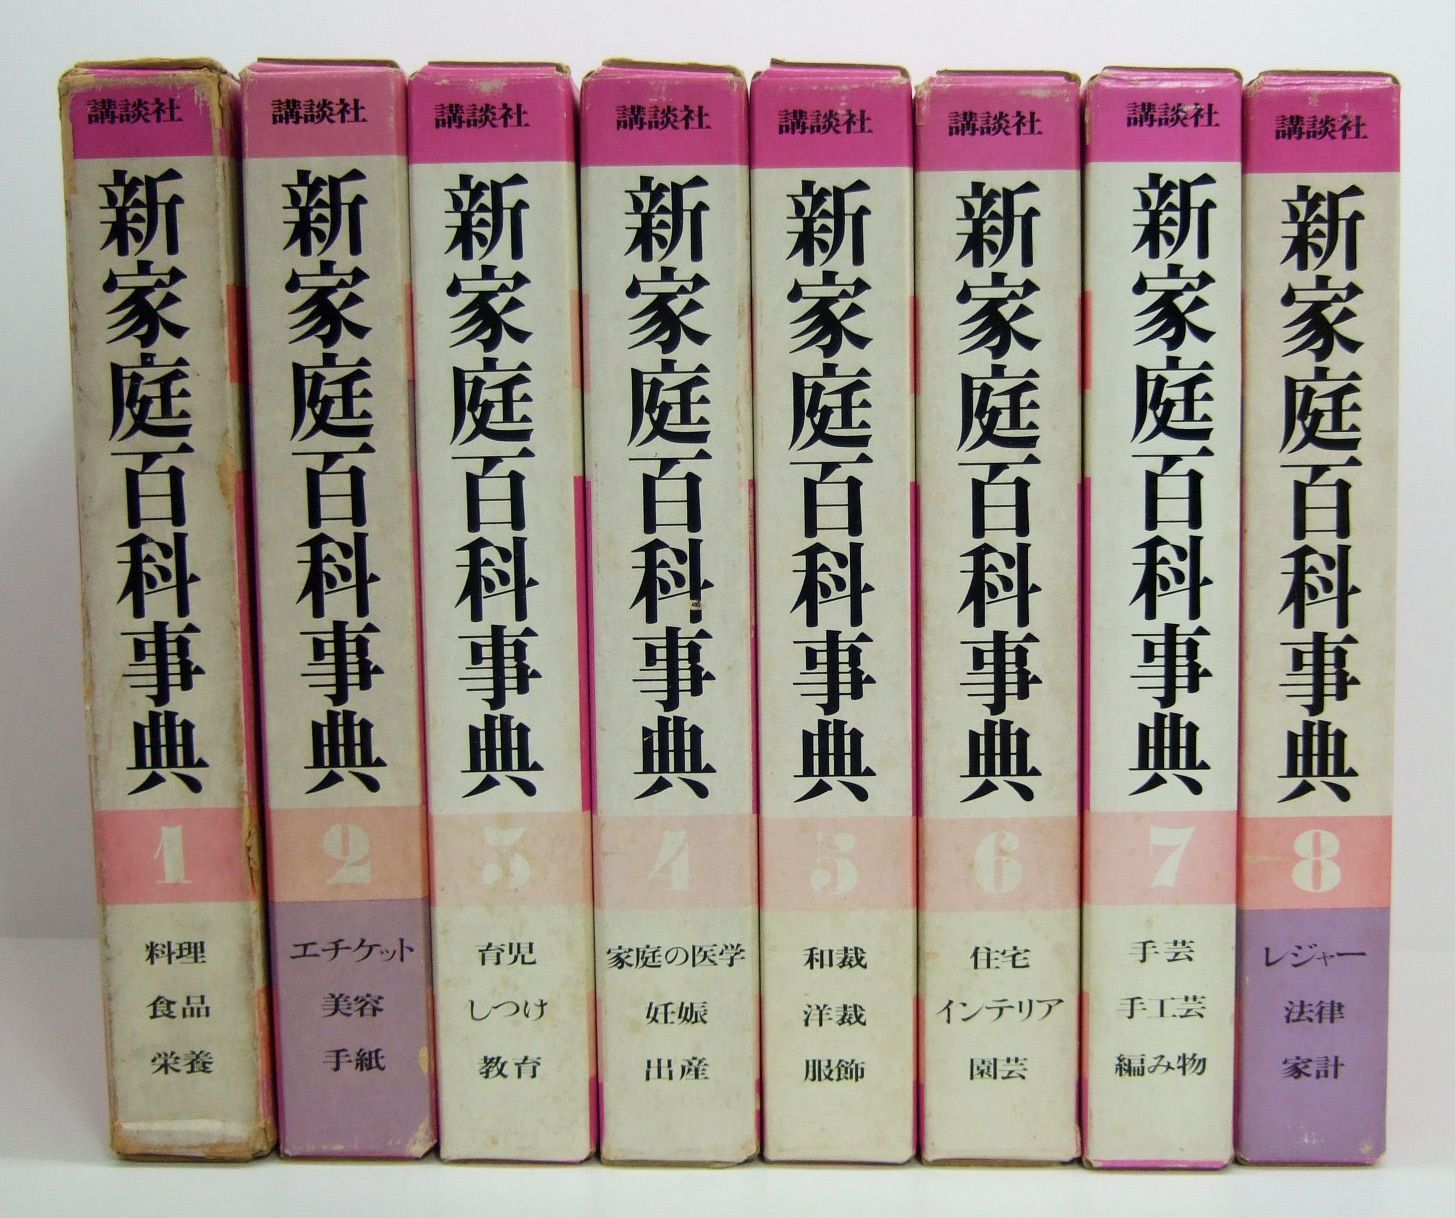 講談社
新家庭百科事典
1
料理
食品
栄養
講談社
新家庭百科事典
2
エチケット
美容
手紙
講談社
新家庭百科事典
3
育児
しつけ
教育
講談社
新家庭百科事典
4
家庭の医学
妊娠
出産
講談社
新家庭百科事典
5
和裁
洋裁
服飾
講談社
新家庭百科事典
6
住宅
インテリア
園芸
講談社
新家庭百科事典
7
手芸
手工芸
編み物
講談社
新家庭百科事典
8
レジャー
法律
家計